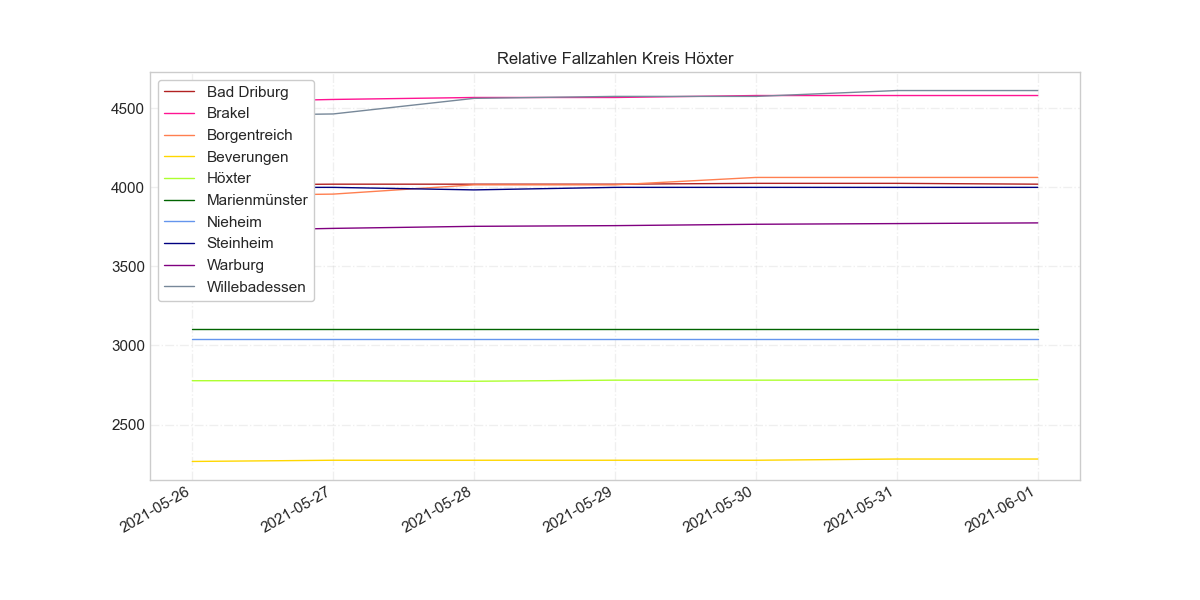 Relative Fallzahlen Kreis Höxter
Bad Driburg
Brakel
Borgentreich
Beverungen
Höxter
Marienmünster
Nieheim
Steinheim
Warburg
Willebadessen
4500
4000
3500
3000
2500
2021-05-26
2021-05-27
2021-05-28
2021-05-29
2021-05-30
2021-05-31
2021-06-01